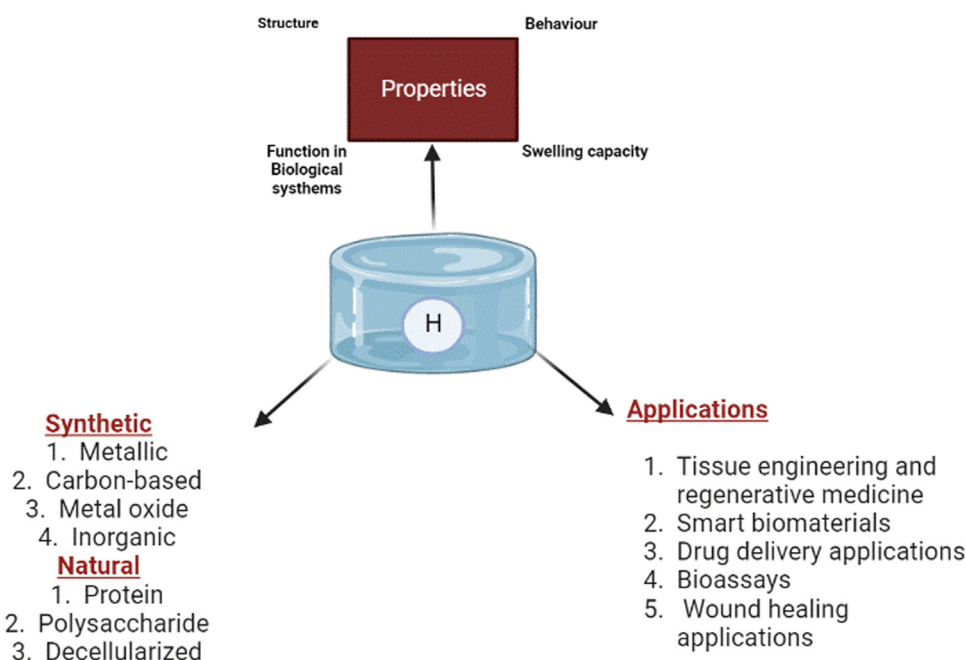 Structure
Behaviour
Properties
Function in
Biological
systhems
Swelling capacity
H
Synthetic
1. Metallic
2. Carbon-based
3. Metal oxide
4. Inorganic
Natural
1. Protein
2. Polysaccharide
3. Decellularized
Applications
1. Tissue engineering and
regenerative medicine
2. Smart biomaterials
3. Drug delivery applications
4. Bioassays
5. Wound healing
applications